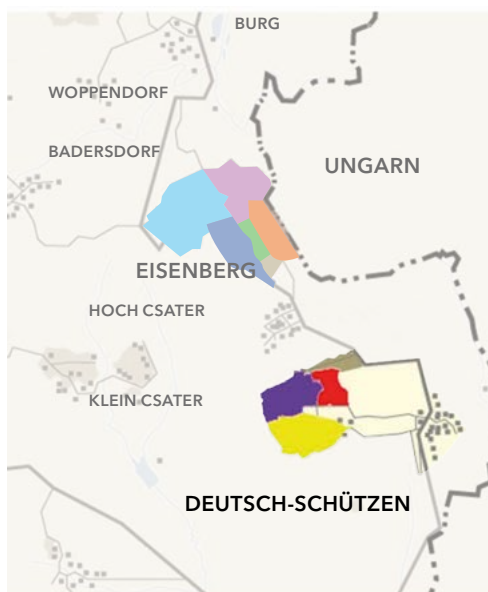 BURG
WOPPENDORF
BADERSDORF
UNGARN
EISENBERG
HOCH CSATER
KLEIN CSATER
DEUTSCH-SCHÜTZEN